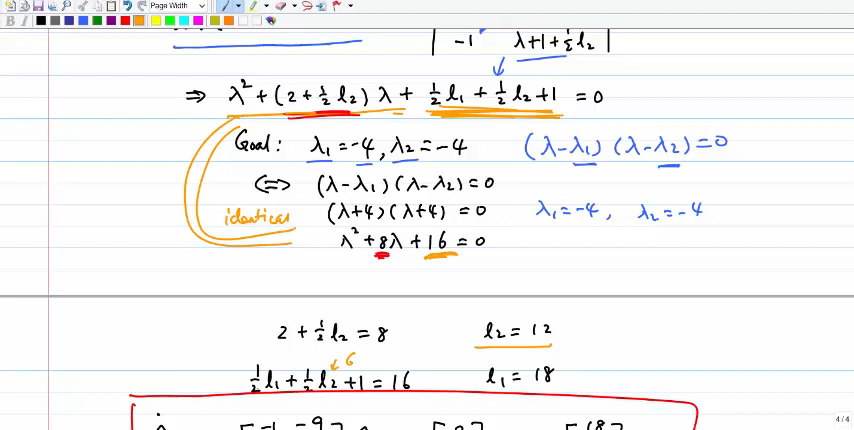 Page Width
B I
| -1 λ+1+½l₂ |
⇒ λ² + (2 + ½l₂) λ + ½l₁ + ½l₂ + 1 = 0
Goal: λ₁ = -4, λ₂ = -4 (λ-λ₁) (λ-λ₂) = 0
⇔ (λ-λ₁) (λ-λ₂) = 0
identical (λ+4) (λ+4) = 0 λ₁ = -4, λ₂ = -4
λ² + 8λ + 16 = 0
2 + ½l₂ = 8 l₂ = 12
6
½l₁ + ½l₂ + 1 = 16 l₁ = 18
4 / 4